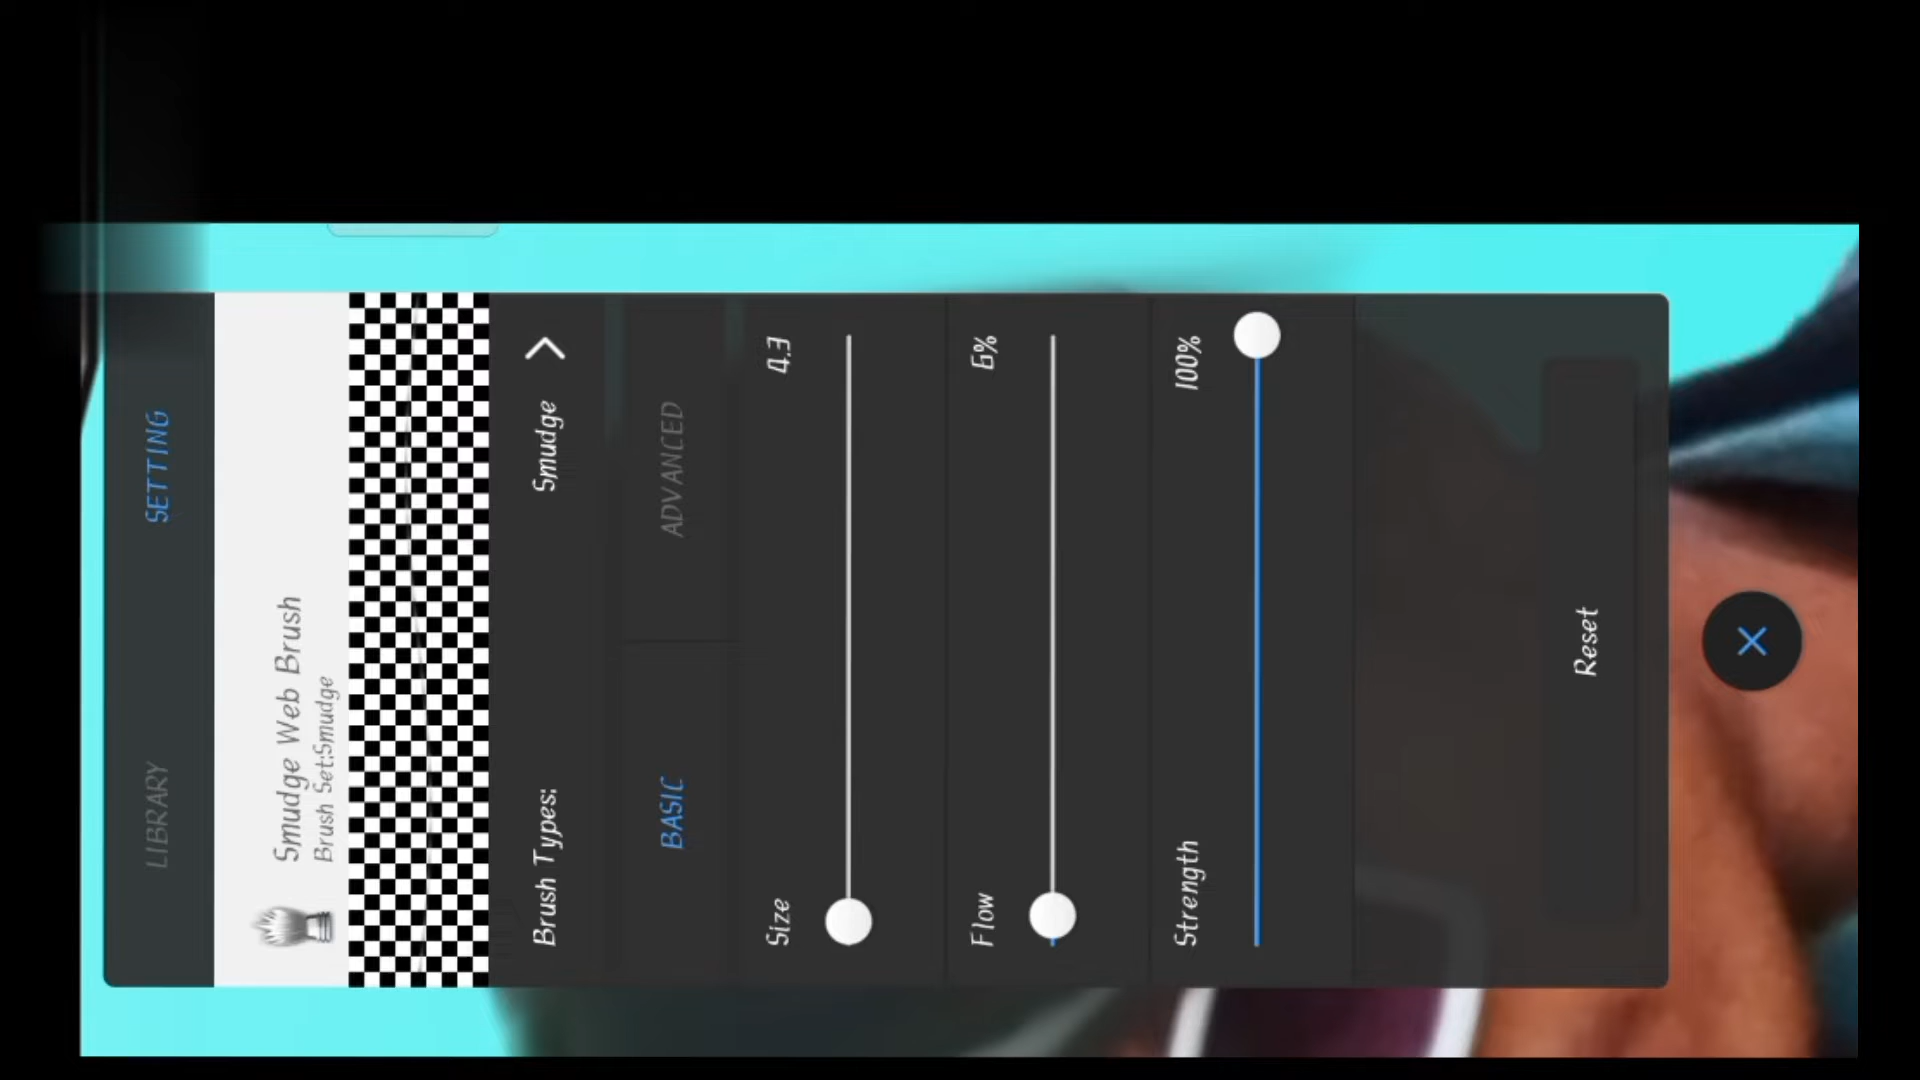 LIBRARY SETTING
Smudge Web Brush
Brush Set:Smudge
Brush Types: Smudge
BASIC ADVANCED
Size 4.3
Flow 6%
Strength 100%
Reset